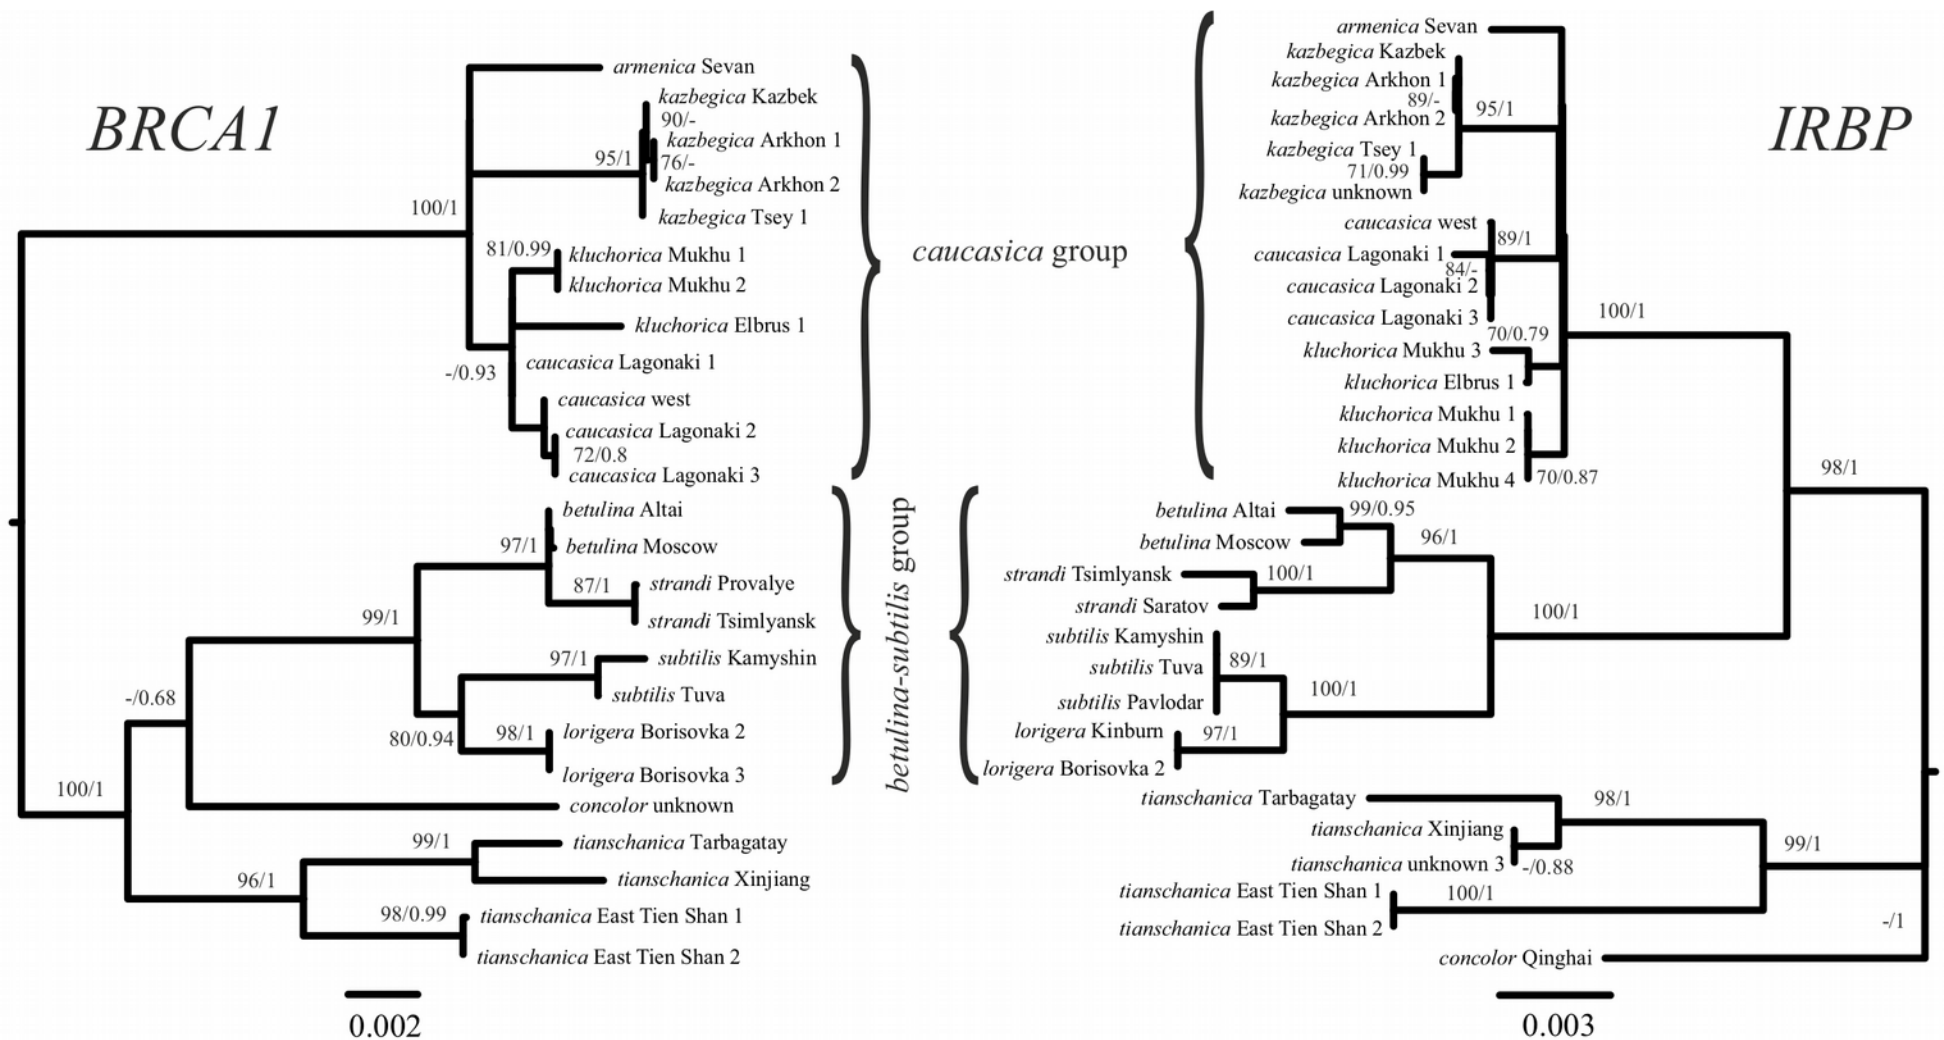 BRCA1
armenica Sevan
kazbegica Kazbek
90/-
kazbegica Arkhon 1
95/1
76/-
kazbegica Arkhon 2
kazbegica Tsey 1
100/1
81/0.99
kluchorica Mukhu 1
kluchorica Mukhu 2
kluchorica Elbrus 1
-/0.93
caucasica Lagonaki 1
caucasica west
caucasica Lagonaki 2
72/0.8
caucasica Lagonaki 3
betulina Altai
97/1
betulina Moscow
87/1
strandi Provalye
99/1
strandi Tsimlyansk
97/1
subtilis Kamyshin
subtilis Tuva
-/0.68
80/0.94
98/1
lorigera Borisovka 2
lorigera Borisovka 3
100/1
concolor unknown
99/1
tianschanica Tarbagatay
96/1
tianschanica Xinjiang
98/0.99
tianschanica East Tien Shan 1
tianschanica East Tien Shan 2
0.002
caucasica group
betulina-subtilis group
IRBP
armenica Sevan
kazbegica Kazbek
kazbegica Arkhon 1
89/-
95/1
kazbegica Arkhon 2
kazbegica Tsey 1
71/0.99
kazbegica unknown
caucasica west
89/1
caucasica Lagonaki 1
84/-
caucasica Lagonaki 2
caucasica Lagonaki 3
100/1
70/0.79
kluchorica Mukhu 3
kluchorica Elbrus 1
kluchorica Mukhu 1
kluchorica Mukhu 2
kluchorica Mukhu 4
70/0.87
98/1
betulina Altai
99/0.95
betulina Moscow
96/1
strandi Tsimlyansk
100/1
strandi Saratov
100/1
subtilis Kamyshin
subtilis Tuva
89/1
subtilis Pavlodar
100/1
lorigera Kinburn
97/1
lorigera Borisovka 2
tianschanica Tarbagatay
98/1
tianschanica Xinjiang
99/1
tianschanica unknown 3
-/0.88
tianschanica East Tien Shan 1
100/1
tianschanica East Tien Shan 2
-/1
concolor Qinghai
0.003